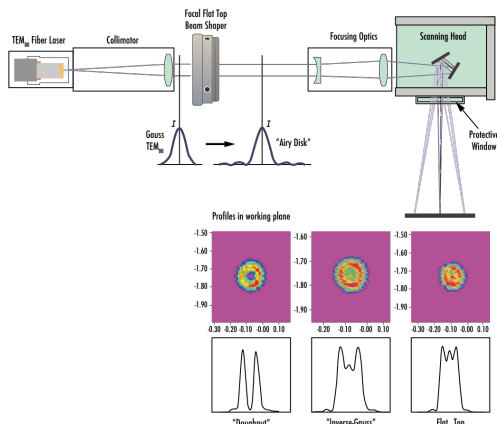 Focal Flat Top
Beam Shaper
TEM₀₀ Fiber Laser
Collimator
Focusing Optics
Scanning Head
I
I
Gauss
TEM₀₀
"Airy Disk"
Protective
Window
Profiles in working plane
-1.50
-1.60
-1.70
-1.80
-1.90
-0.30 -0.20 -0.10 -0.00 0.10
-1.60
-1.70
-1.80
-1.90
-0.30 -0.20 -0.10 -0.00 0.10
-1.50
-1.60
-1.70
-1.80
-1.90
-0.30 -0.20 -0.10 -0.00 0.10
"Doughnut"
"Inverse-Gauss"
Flat Top